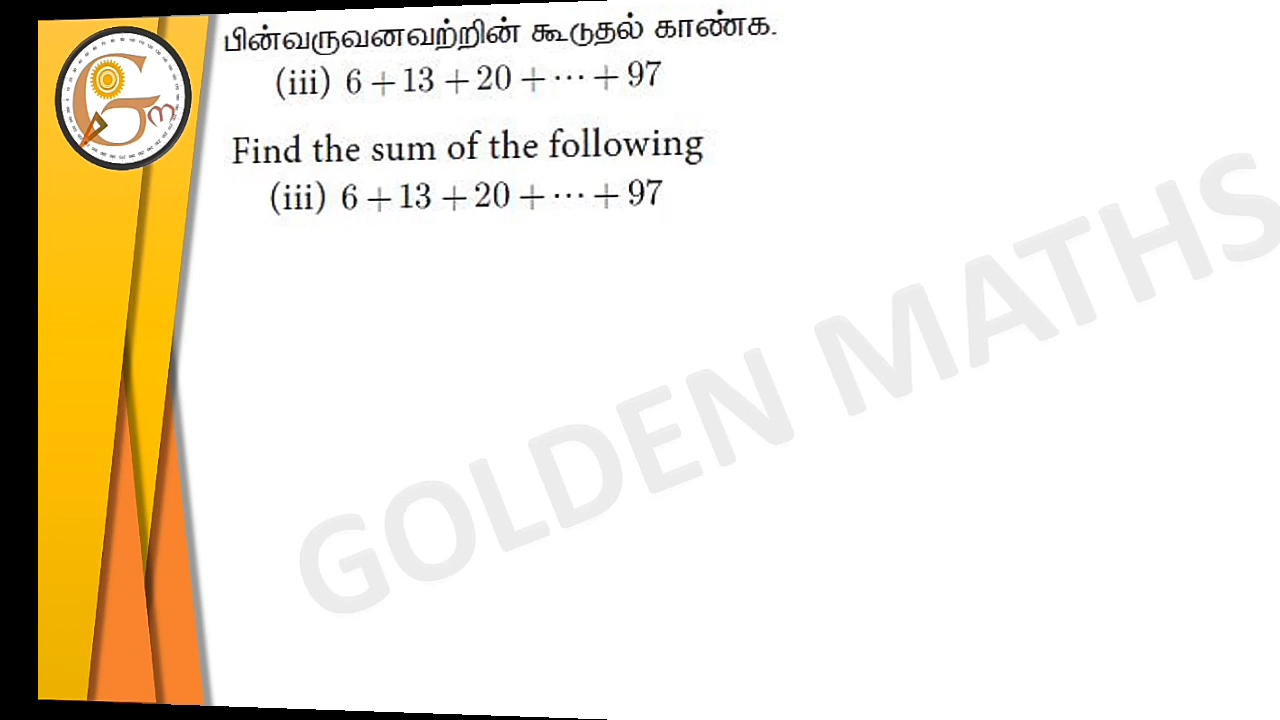 பின்வருவனவற்றின் கூடுதல் காண்க.
(iii) 6 + 13 + 20 + ··· + 97
Find the sum of the following
(iii) 6 + 13 + 20 + ··· + 97
GOLDEN MATHS